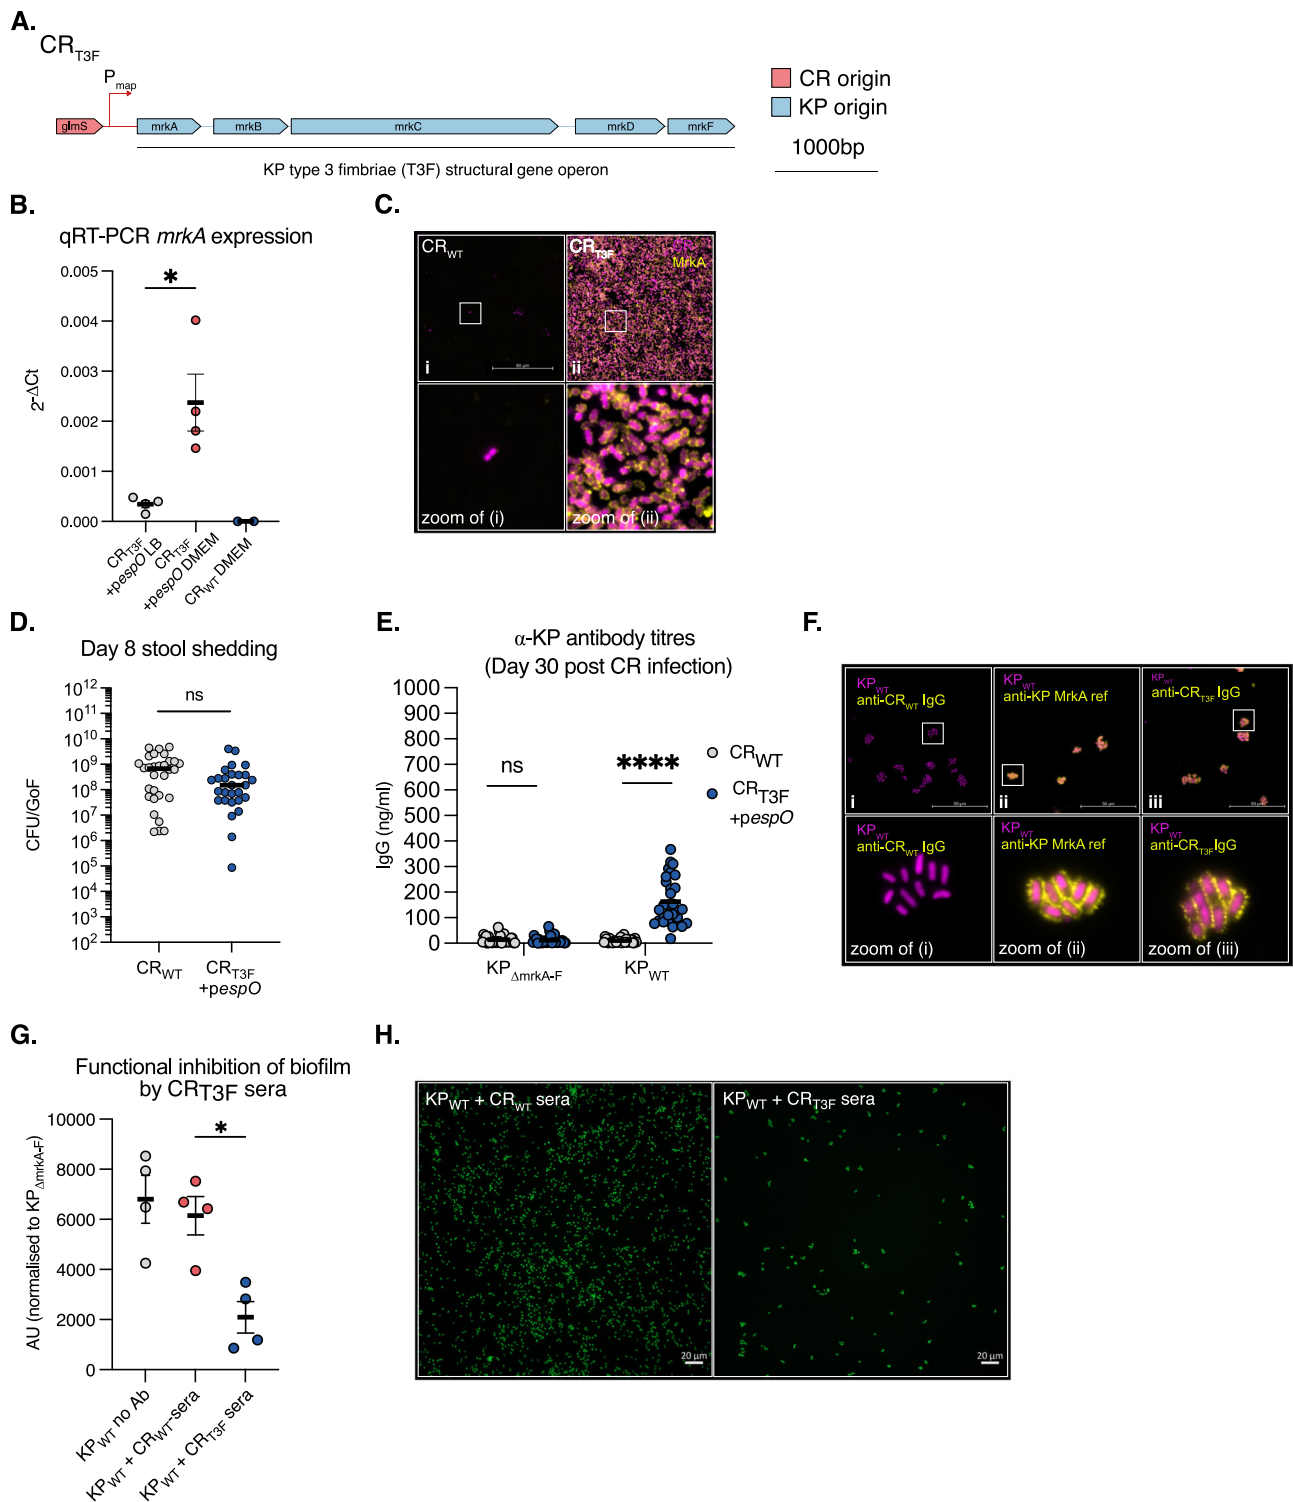 A.
CR T3F
P map
glmS
mrkA
mrkB
mrkC
mrkD
mrkF
KP type 3 fimbriae (T3F) structural gene operon
CR origin
KP origin
1000bp
B.
qRT-PCR mrkA expression
0.005
0.004
0.003
0.002
0.001
0.000
2-ΔCt
*
CRT3F
+pespO LB
CRT3F
+pespO DMEM
CRWT DMEM
C.
CRWT
i
CRT3F
MrkA
ii
zoom of (i)
zoom of (ii)
D.
Day 8 stool shedding
ns
10^12
10^11
10^10
10^9
10^8
10^7
10^6
10^5
10^4
10^3
10^2
CFU/GoF
CRWT
CRT3F
+pespO
E.
α-KP antibody titres
(Day 30 post CR infection)
1000
900
800
700
600
500
400
300
200
100
0
IgG (ng/ml)
ns
****
CRWT
CRT3F
+pespO
KPΔmrkA-F
KPWT
F.
KPWT
anti-CRWT IgG
i
KPWT
anti-KP MrkA ref
ii
KPWT
anti-CRT3F IgG
iii
KPWT
anti-CRWT IgG
zoom of (i)
KPWT
anti-KP MrkA ref
zoom of (ii)
KPWT
anti-CRT3F IgG
zoom of (iii)
G.
Functional inhibition of biofilm
by CRT3F sera
10000
8000
6000
4000
2000
0
AU (normalised to KPΔmrkA-F)
*
KPWT no Ab
KPWT + CRWT-sera
KPWT + CRT3F sera
H.
KPWT + CRWT sera
20 µm
KPWT + CRT3F sera
20 µm